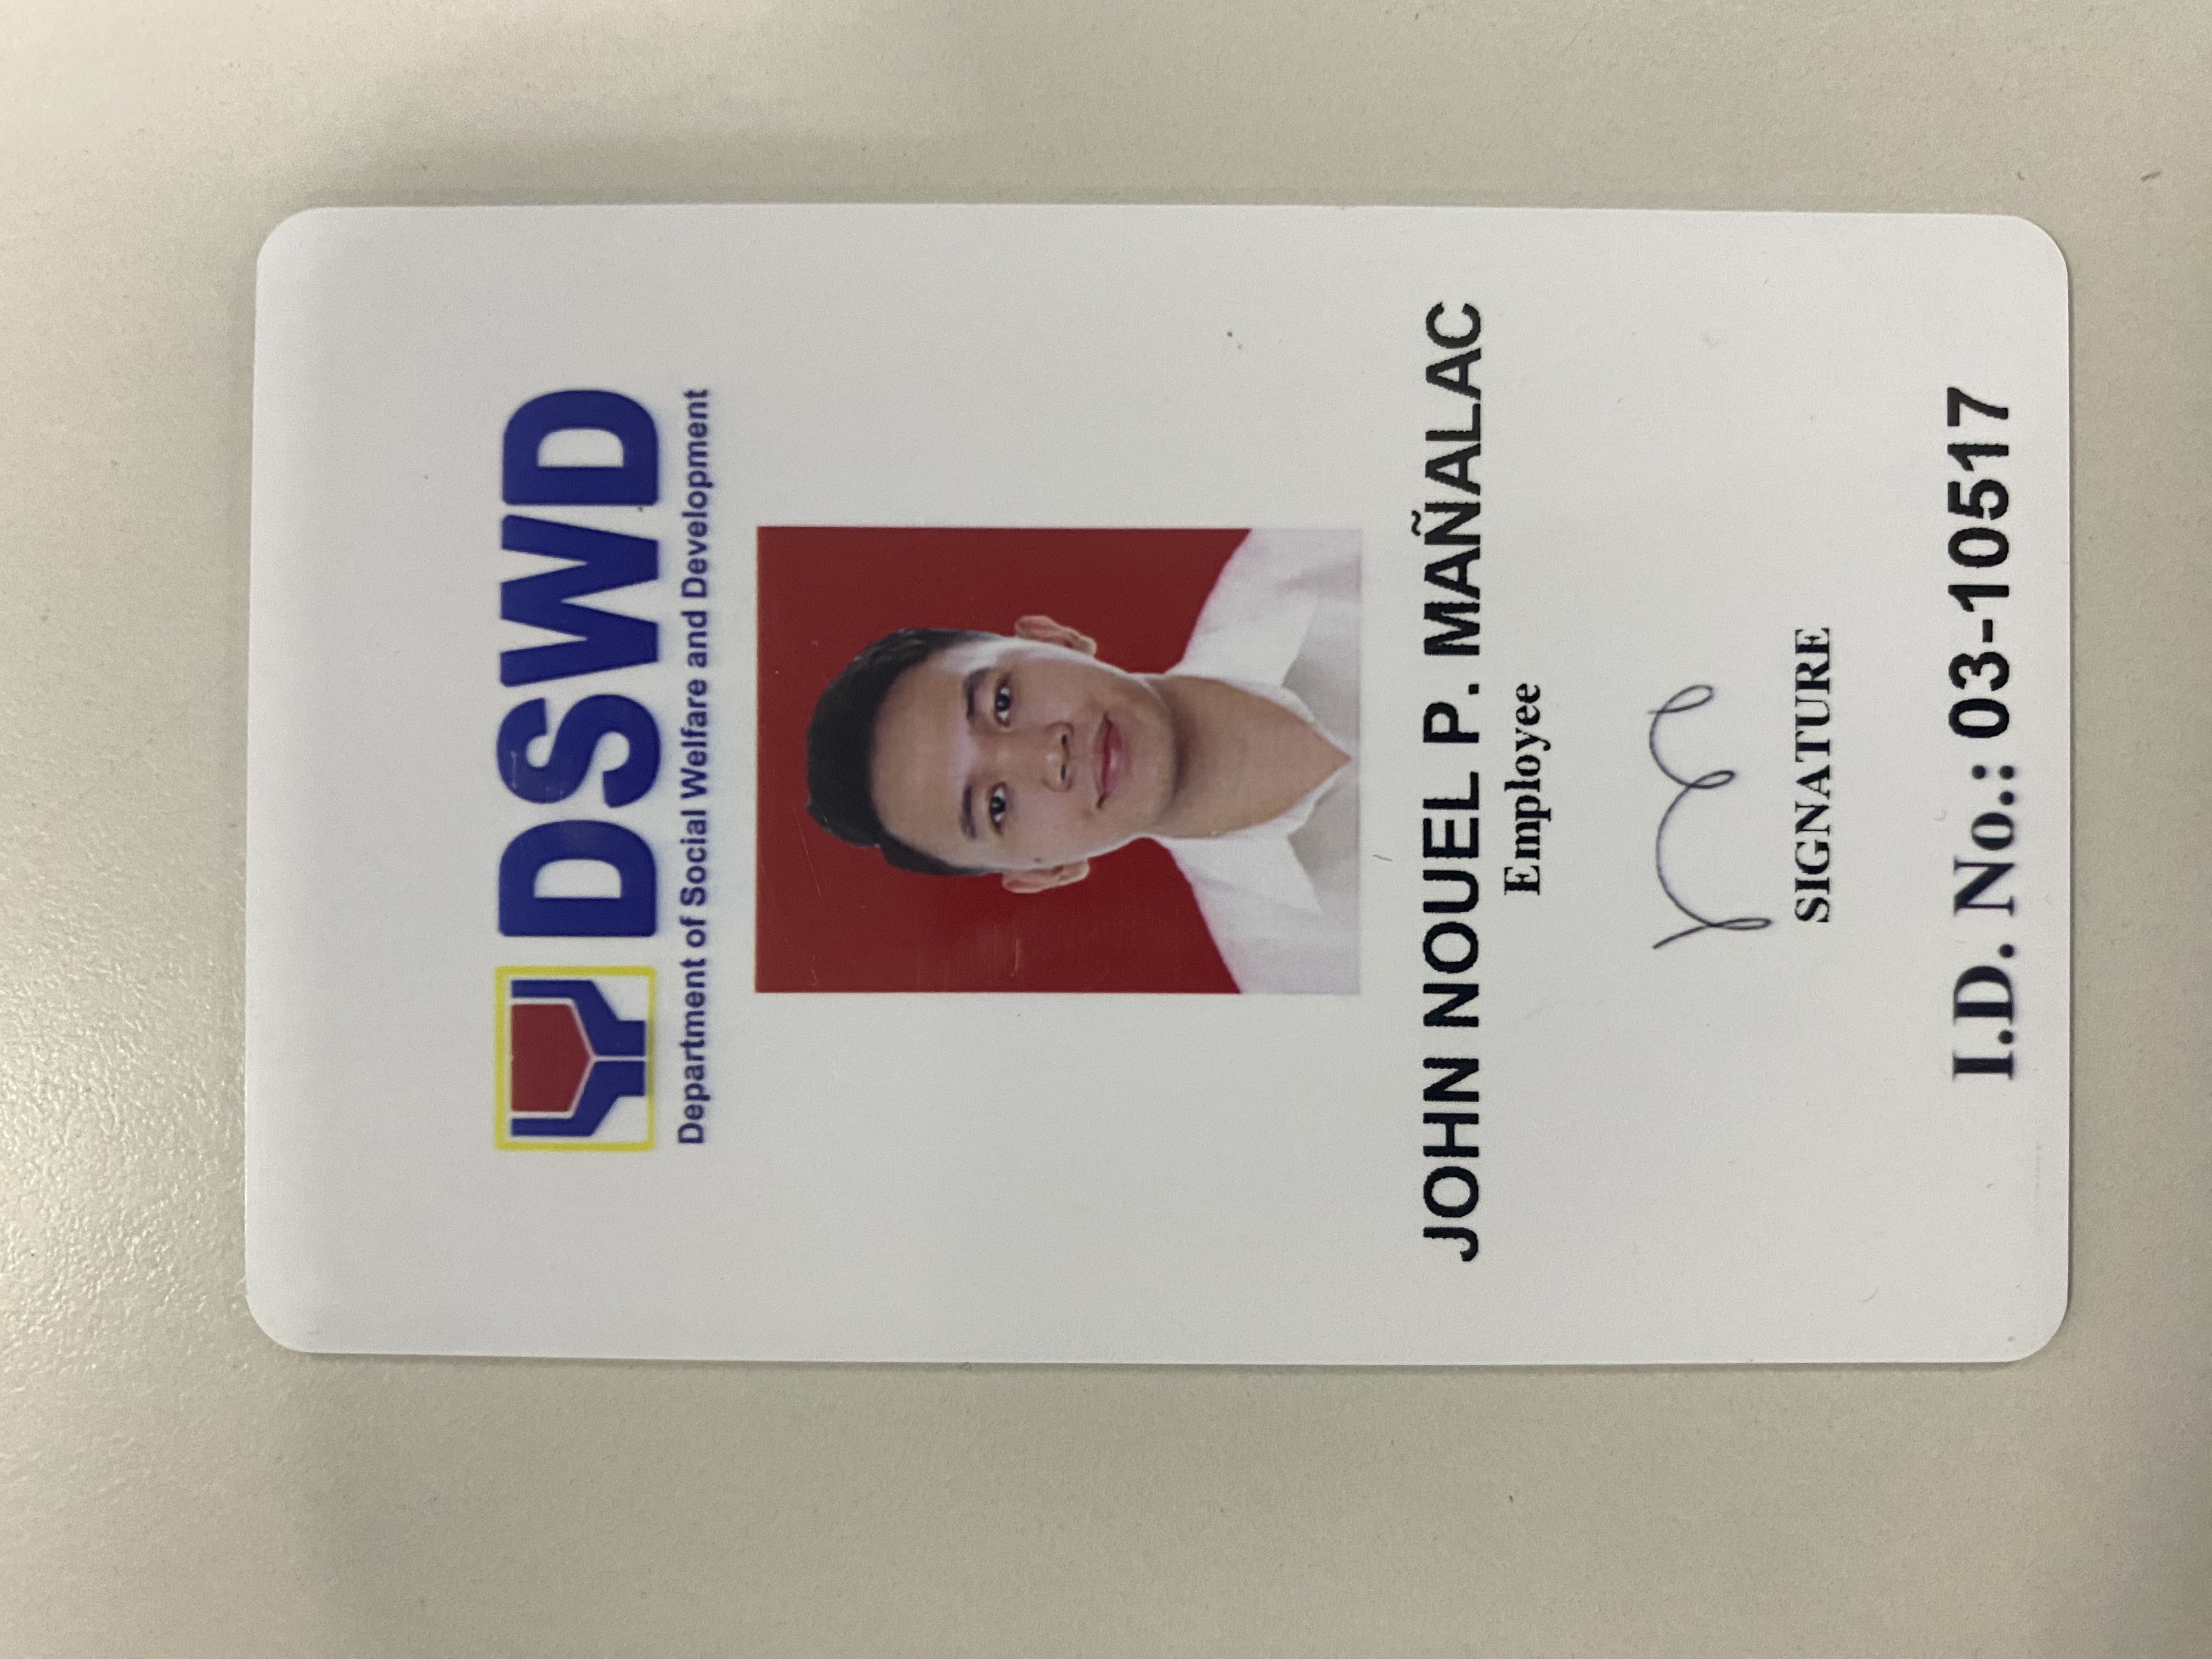 DSWD
Department of Social Welfare and Development
JOHN NOUEL P. MAÑALAC
Employee
SIGNATURE
I.D. No.: 03-10517